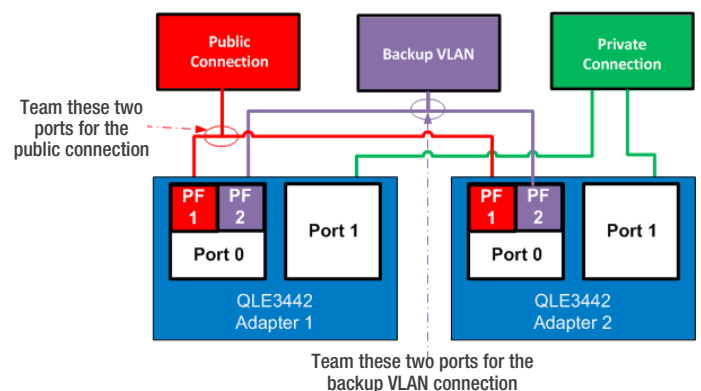 Public
Connection
Backup VLAN
Private
Connection
Team these two
ports for the
public connection
PF
1
PF
2
Port 0
Port 1
QLE3442
Adapter 1
PF
1
PF
2
Port 0
Port 1
QLE3442
Adapter 2
Team these two ports for the
backup VLAN connection